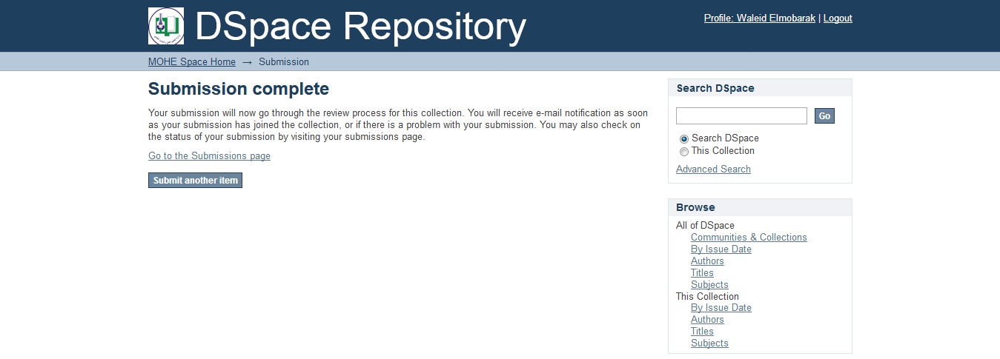 DSpace Repository
Profile: Waleid Elmobarak | Logout
MOHE Space Home → Submission
Submission complete
Your submission will now go through the review process for this collection. You will receive e-mail notification as soon
as your submission has joined the collection, or if there is a problem with your submission. You may also check on
the status of your submission by visiting your submissions page.
Go to the Submissions page
Submit another item
Search DSpace
Go
Search DSpace
This Collection
Advanced Search
Browse
All of DSpace
Communities & Collections
By Issue Date
Authors
Titles
Subjects
This Collection
By Issue Date
Authors
Titles
Subjects